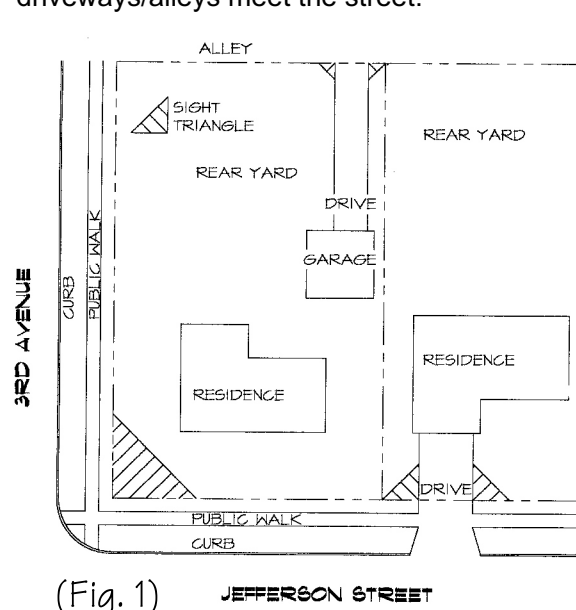 driveways/alleys meet the street.
ALLEY
SIGHT
TRIANGLE
REAR YARD
REAR YARD
DRIVE
GARAGE
3RD AVENUE
CURB
PUBLIC WALK
RESIDENCE
RESIDENCE
DRIVE
PUBLIC WALK
CURB
(Fig. 1)
JEFFERSON STREET